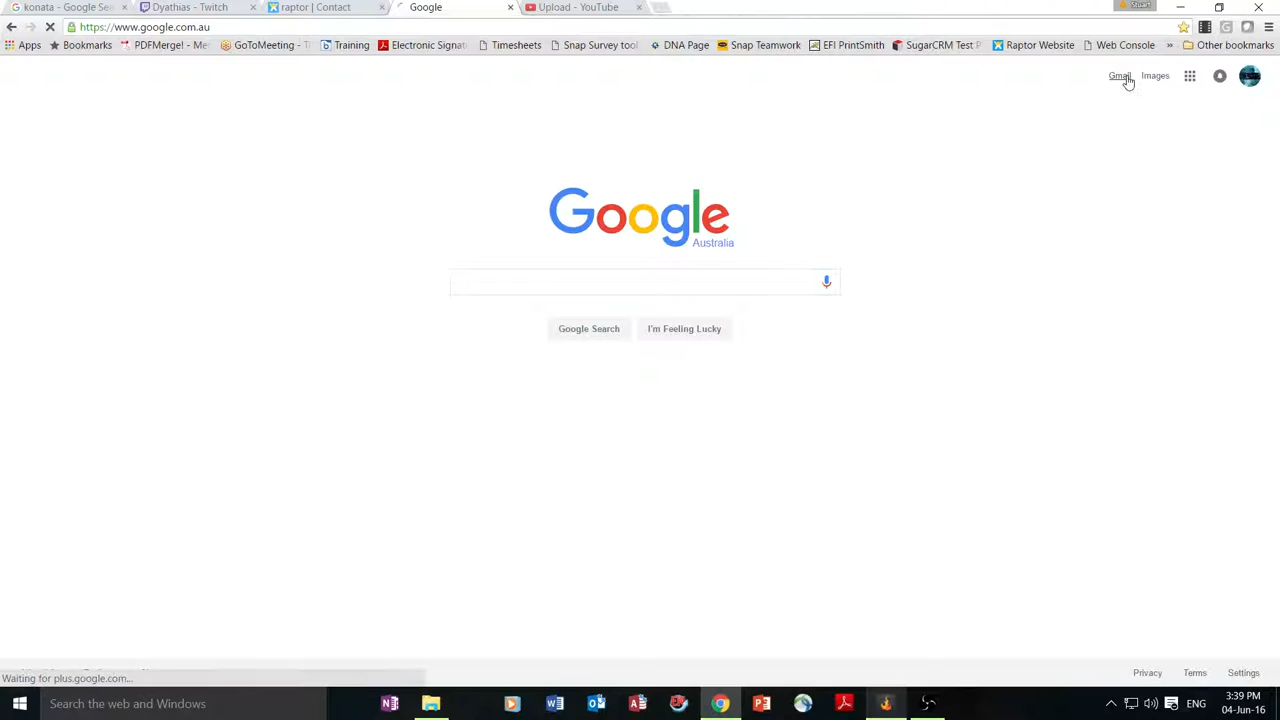 konata - Google Sea
Dyathias - Twitch
raptor | Contact
Google
Upload - YouTube
Stuart
https://www.google.com.au
Apps
Bookmarks
PDFMerge! - Me
GoToMeeting -
Training
Electronic Signat
Timesheets
Snap Survey tool
DNA Page
Snap Teamwork
EFI PrintSmith
SugarCRM Test P
Raptor Website
Web Console
»
Other bookmarks
Gmail
Images
Google
Australia
Google Search
I'm Feeling Lucky
Waiting for plus.google.com...
Privacy
Terms
Settings
Search the web and Windows
ENG
3:39 PM
04-Jun-16